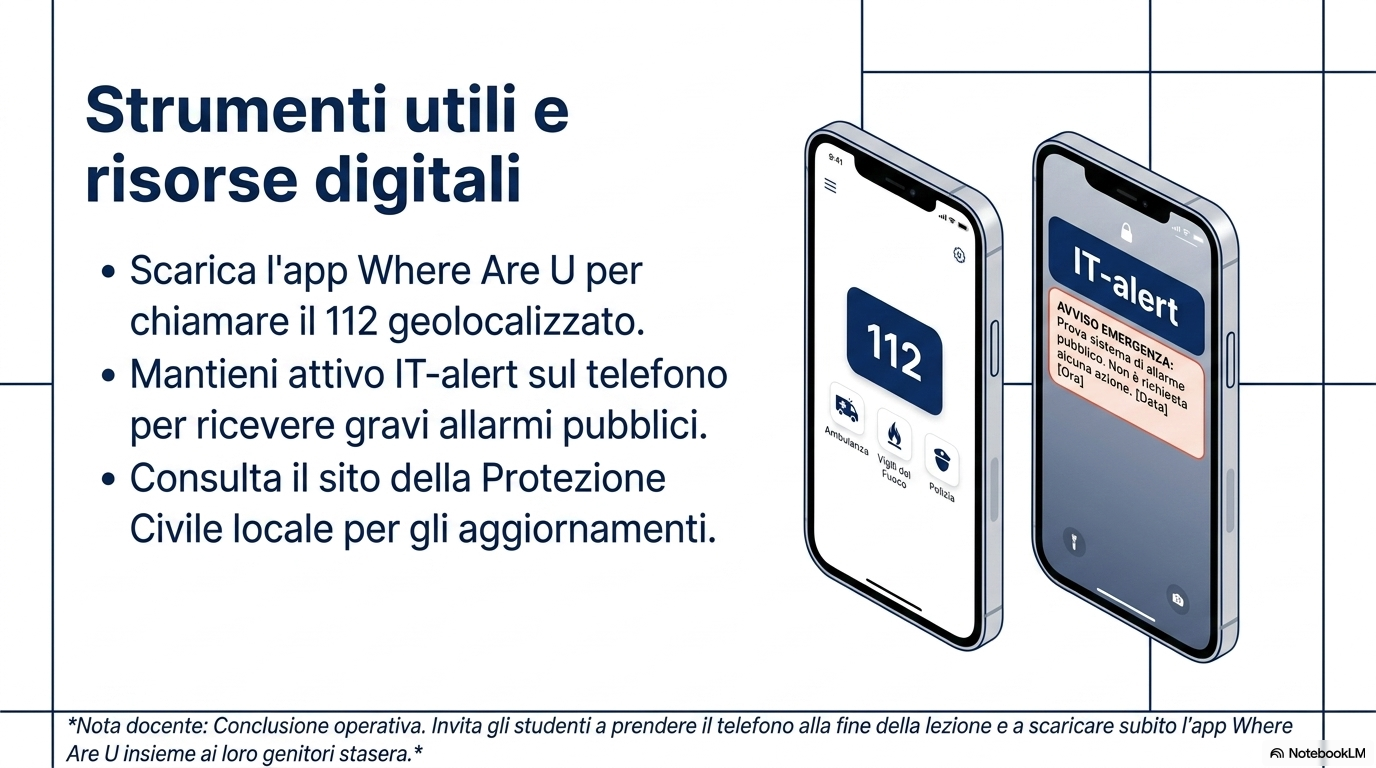 Strumenti utili e
risorse digitali
• Scarica l'app Where Are U per
chiamare il 112 geolocalizzato.
• Mantieni attivo IT-alert sul telefono
per ricevere gravi allarmi pubblici.
• Consulta il sito della Protezione
Civile locale per gli aggiornamenti.
9:41
112
Ambulanza
Vigili del
Fuoco
Polizia
IT-alert
AVVISO EMERGENZA:
Prova sistema di allarme
pubblico. Non è richiesta
alcuna azione. [Data]
[Ora]
*Nota docente: Conclusione operativa. Invita gli studenti a prendere il telefono alla fine della lezione e a scaricare subito l'app Where
Are U insieme ai loro genitori stasera.*
NotebookLM